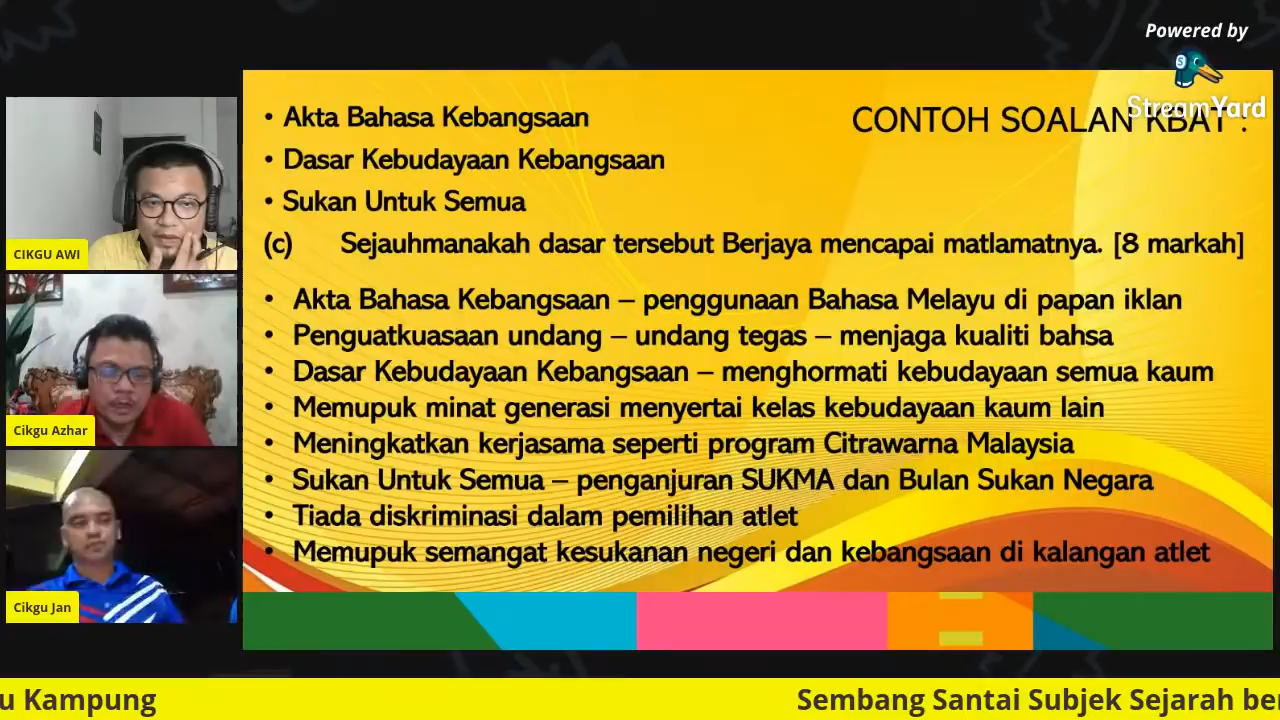 Powered by
StreamYard
CONTOH SOALAN KBAT :
• Akta Bahasa Kebangsaan
• Dasar Kebudayaan Kebangsaan
• Sukan Untuk Semua
(c) Sejauhmanakah dasar tersebut Berjaya mencapai matlamatnya. [8 markah]
• Akta Bahasa Kebangsaan – penggunaan Bahasa Melayu di papan iklan
• Penguatkuasaan undang – undang tegas – menjaga kualiti bahsa
• Dasar Kebudayaan Kebangsaan – menghormati kebudayaan semua kaum
• Memupuk minat generasi menyertai kelas kebudayaan kaum lain
• Meningkatkan kerjasama seperti program Citrawarna Malaysia
• Sukan Untuk Semua – penganjuran SUKMA dan Bulan Sukan Negara
• Tiada diskriminasi dalam pemilihan atlet
• Memupuk semangat kesukanan negeri dan kebangsaan di kalangan atlet
CIKGU AWI
Cikgu Azhar
Cikgu Jan
u Kampung Sembang Santai Subjek Sejarah ber